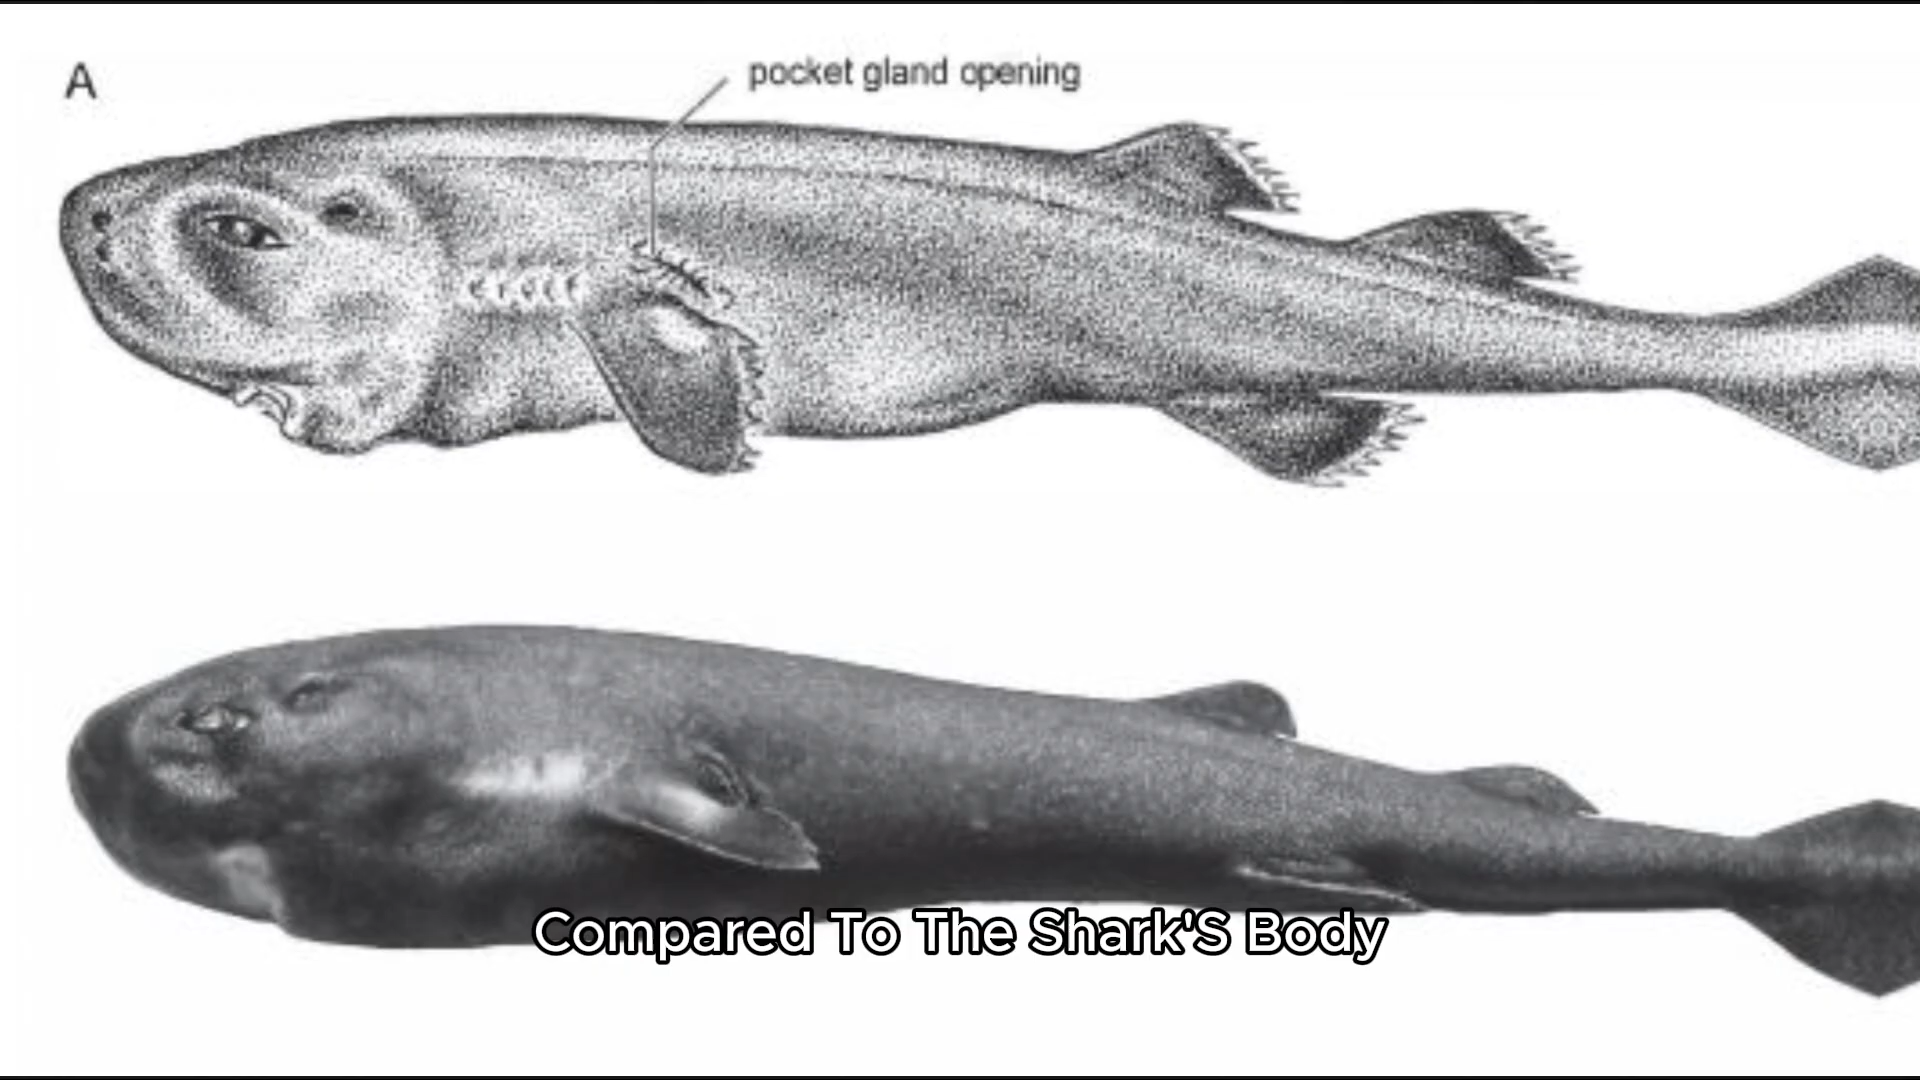 A
pocket gland opening
Compared To The Shark'S Body